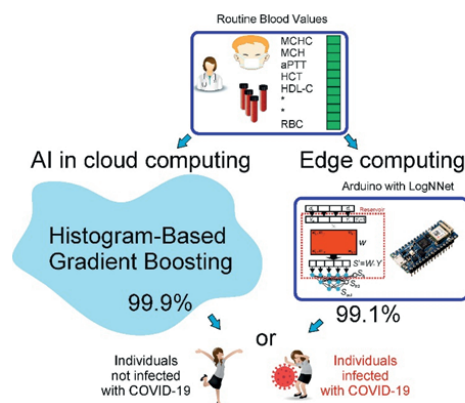 Routine Blood Values
MCHC
MCH
aPTT
HCT
HDL-C
*
*
RBC
AI in cloud computing
Edge computing
Arduino with LogNNet
Histogram-Based
Gradient Boosting
99.9%
Reservoir
W
S'=W·Y
99.1%
or
Individuals
not infected
with COVID-19
Individuals
infected
with COVID-19